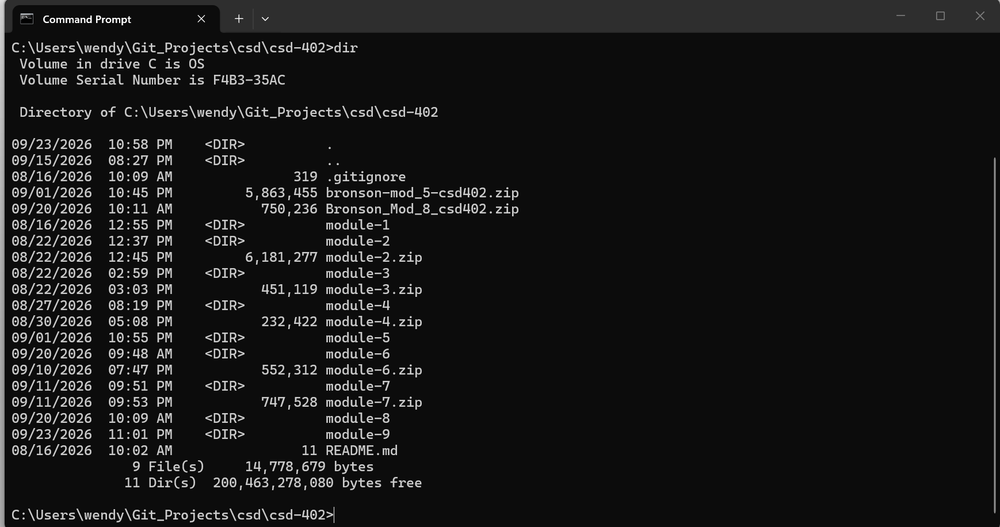 Command Prompt
C:\Users\wendy\Git_Projects\csd\csd-402>dir
 Volume in drive C is OS
 Volume Serial Number is F4B3-35AC

 Directory of C:\Users\wendy\Git_Projects\csd\csd-402

09/23/2026  10:58 PM    <DIR>          .
09/15/2026  08:27 PM    <DIR>          ..
08/16/2026  10:09 AM               319 .gitignore
09/01/2026  10:45 PM         5,863,455 bronson-mod_5-csd402.zip
09/20/2026  10:11 AM           750,236 Bronson_Mod_8_csd402.zip
08/16/2026  12:55 PM    <DIR>          module-1
08/22/2026  12:37 PM    <DIR>          module-2
08/22/2026  12:45 PM         6,181,277 module-2.zip
08/22/2026  02:59 PM    <DIR>          module-3
08/22/2026  03:03 PM           451,119 module-3.zip
08/27/2026  08:19 PM    <DIR>          module-4
08/30/2026  05:08 PM           232,422 module-4.zip
09/01/2026  10:55 PM    <DIR>          module-5
09/20/2026  09:48 AM    <DIR>          module-6
09/10/2026  07:47 PM           552,312 module-6.zip
09/11/2026  09:51 PM    <DIR>          module-7
09/11/2026  09:53 PM           747,528 module-7.zip
09/20/2026  10:09 AM    <DIR>          module-8
09/23/2026  11:01 PM    <DIR>          module-9
08/16/2026  10:02 AM                11 README.md
               9 File(s)     14,778,679 bytes
              11 Dir(s)  200,463,278,080 bytes free

C:\Users\wendy\Git_Projects\csd\csd-402>